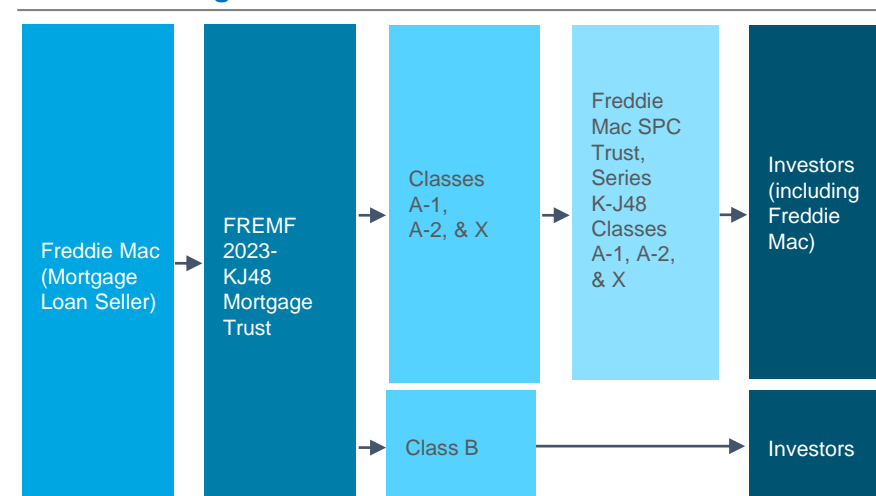 Freddie Mac
(Mortgage
Loan Seller)
FREMF
2023-
KJ48
Mortgage
Trust
Classes
A-1,
A-2, & X
Freddie
Mac SPC
Trust,
Series
K-J48
Classes
A-1, A-2,
& X
Investors
(including
Freddie
Mac)
Class B
Investors